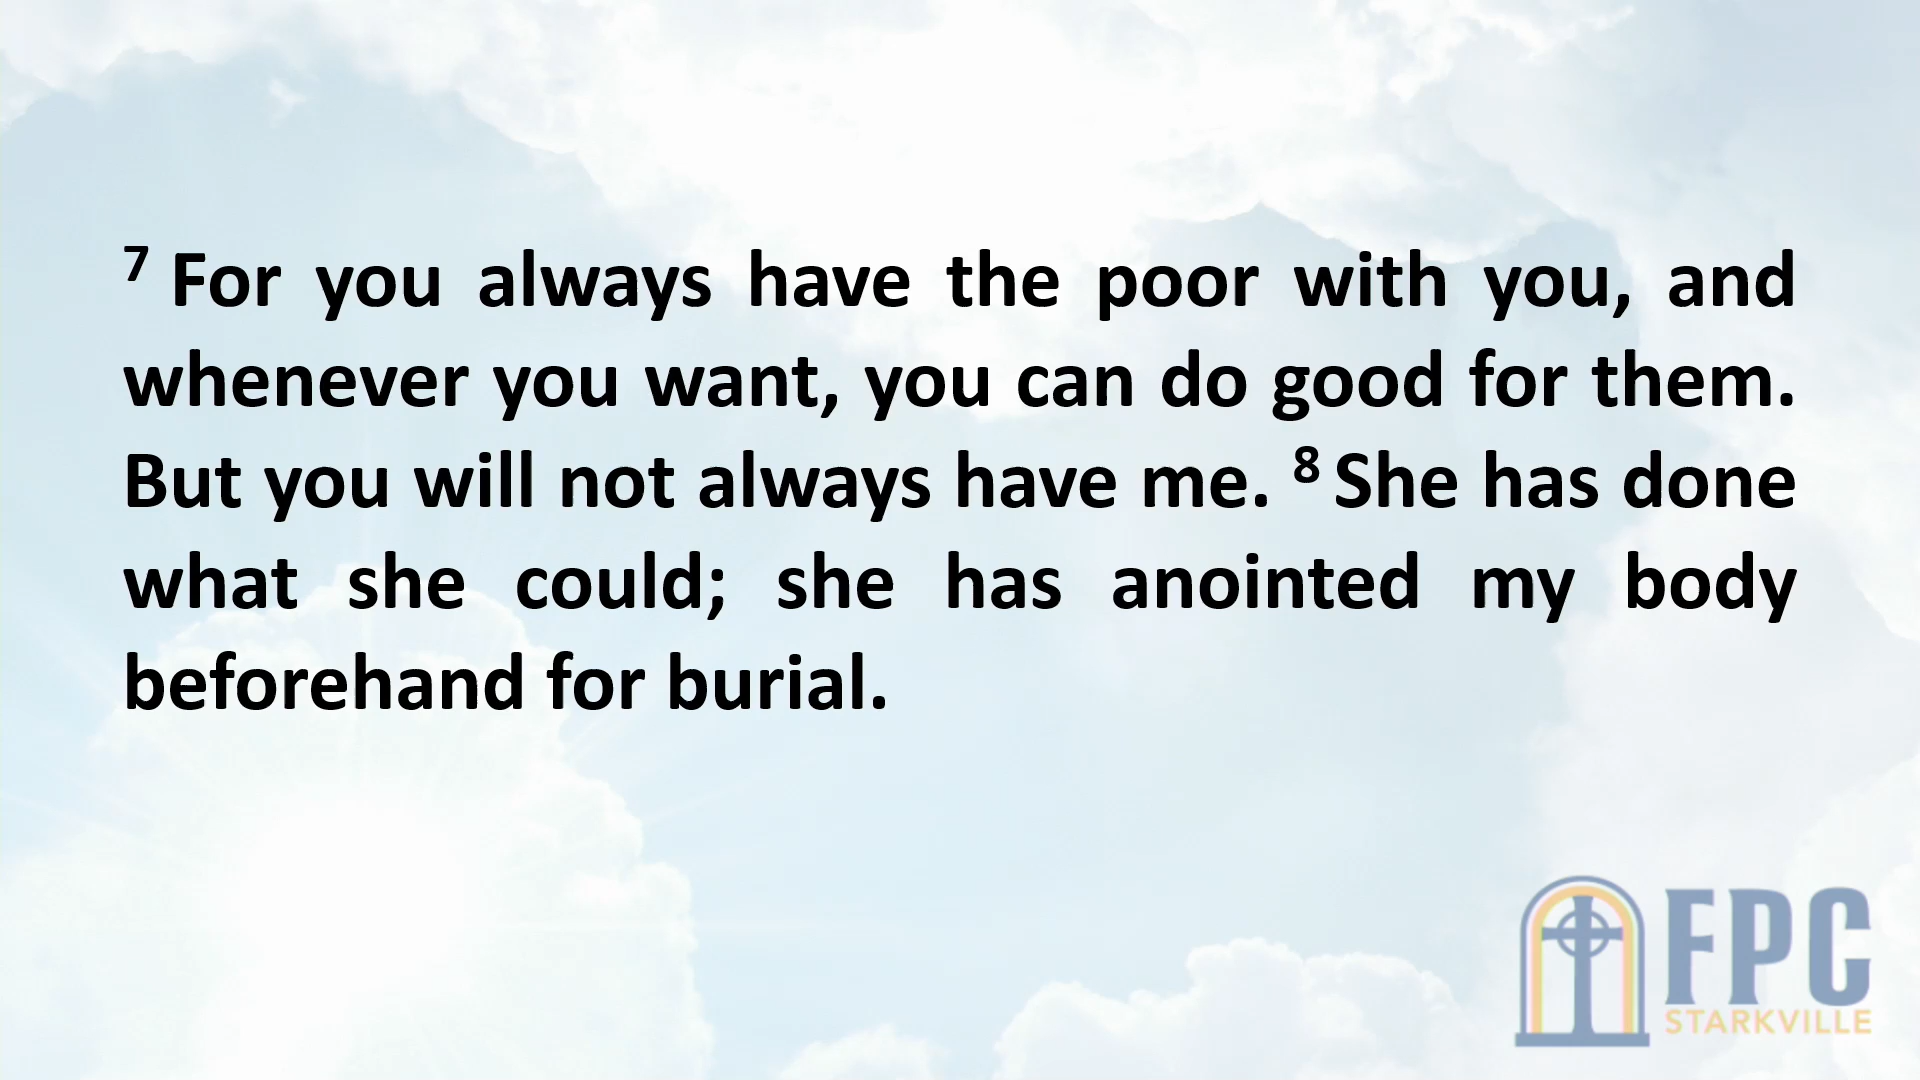 7 For you always have the poor with you, and
whenever you want, you can do good for them.
But you will not always have me. 8 She has done
what she could; she has anointed my body
beforehand for burial.
FPC
STARKVILLE